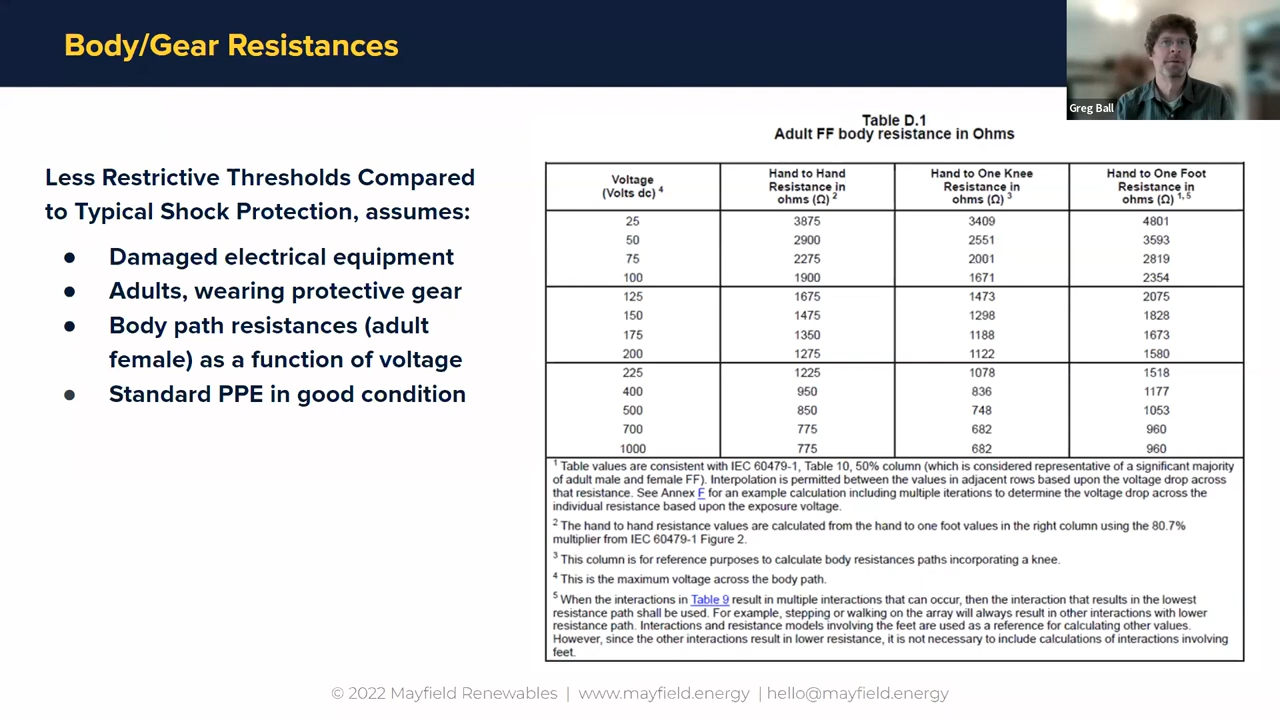 Body/Gear Resistances
Greg Ball
Less Restrictive Thresholds Compared
to Typical Shock Protection, assumes:
● Damaged electrical equipment
● Adults, wearing protective gear
● Body path resistances (adult
female) as a function of voltage
● Standard PPE in good condition
Table D.1
Adult FF body resistance in Ohms
Voltage (Volts dc) 4 | Hand to Hand Resistance in ohms (Ω) 2 | Hand to One Knee Resistance in ohms (Ω) 3 | Hand to One Foot Resistance in ohms (Ω) 1, 5
25 3875 3409 4801
50 2900 2551 3593
75 2275 2001 2819
100 1900 1671 2354
125 1675 1473 2075
150 1475 1298 1828
175 1350 1188 1673
200 1275 1122 1580
225 1225 1078 1518
400 950 836 1177
500 850 748 1053
700 775 682 960
1000 775 682 960
1 Table values are consistent with IEC 60479-1, Table 10, 50% column (which is considered representative of a significant majority
of adult male and female FF). Interpolation is permitted between the values in adjacent rows based upon the voltage drop across
that resistance. See Annex F for an example calculation including multiple iterations to determine the voltage drop across the
individual resistance based upon the exposure voltage.
2 The hand to hand resistance values are calculated from the hand to one foot values in the right column using the 80.7%
multiplier from IEC 60479-1 Figure 2.
3 This column is for reference purposes to calculate body resistances paths incorporating a knee.
4 This is the maximum voltage across the body path.
5 When the interactions in Table 9 result in multiple interactions that can occur, then the interaction that results in the lowest
resistance path shall be used. For example, stepping or walking on the array will always result in other interactions with lower
resistance path. Interactions and resistance models involving the feet are used as a reference for calculating other values.
However, since the other interactions result in lower resistance, it is not necessary to include calculations of interactions involving
feet.
© 2022 Mayfield Renewables | www.mayfield.energy | hello@mayfield.energy